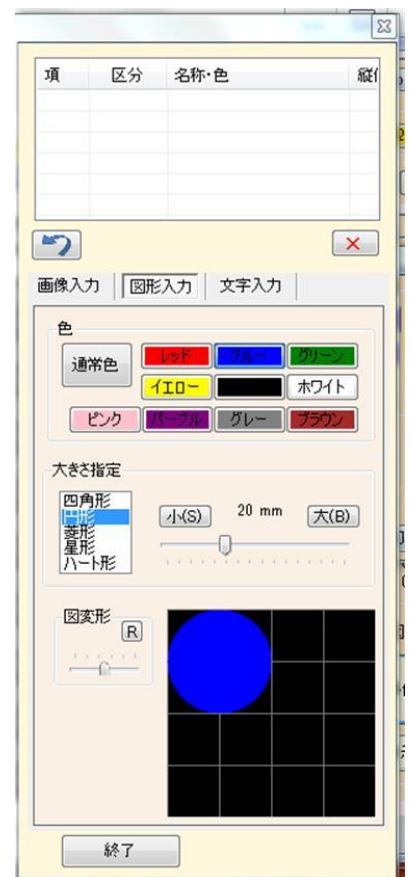 項 区分 名称・色
画像入力 図形入力 文字入力
色
通常色 レッド ブルー グリーン
イエロー ホワイト
ピンク パープル グレー ブラウン
大きさ指定
四角形
円形
菱形
星形
ハート形
小(S) 20 mm 大(B)
図変形
R
終了